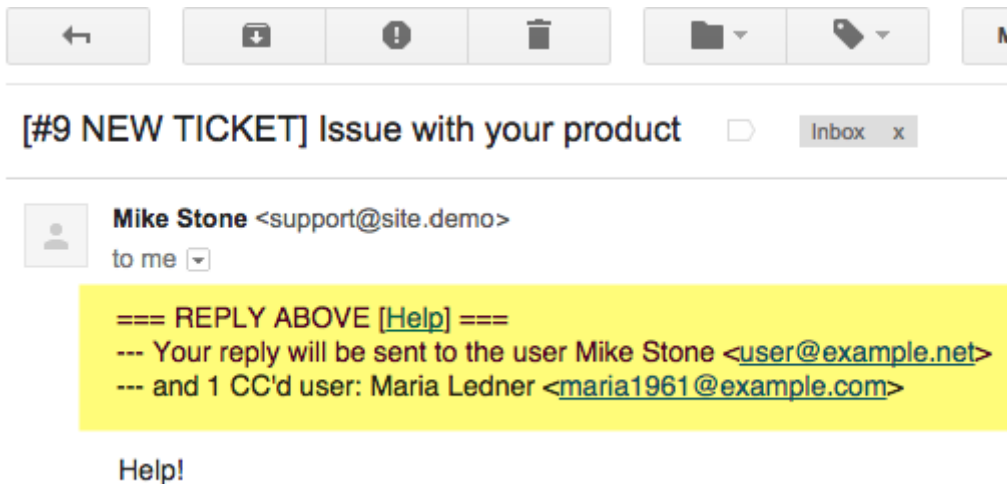 [#9 NEW TICKET] Issue with your product
Inbox x
Mike Stone <support@site.demo>
to me
=== REPLY ABOVE [Help] ===
--- Your reply will be sent to the user Mike Stone <user@example.net>
--- and 1 CC'd user: Maria Ledner <maria1961@example.com>
Help!